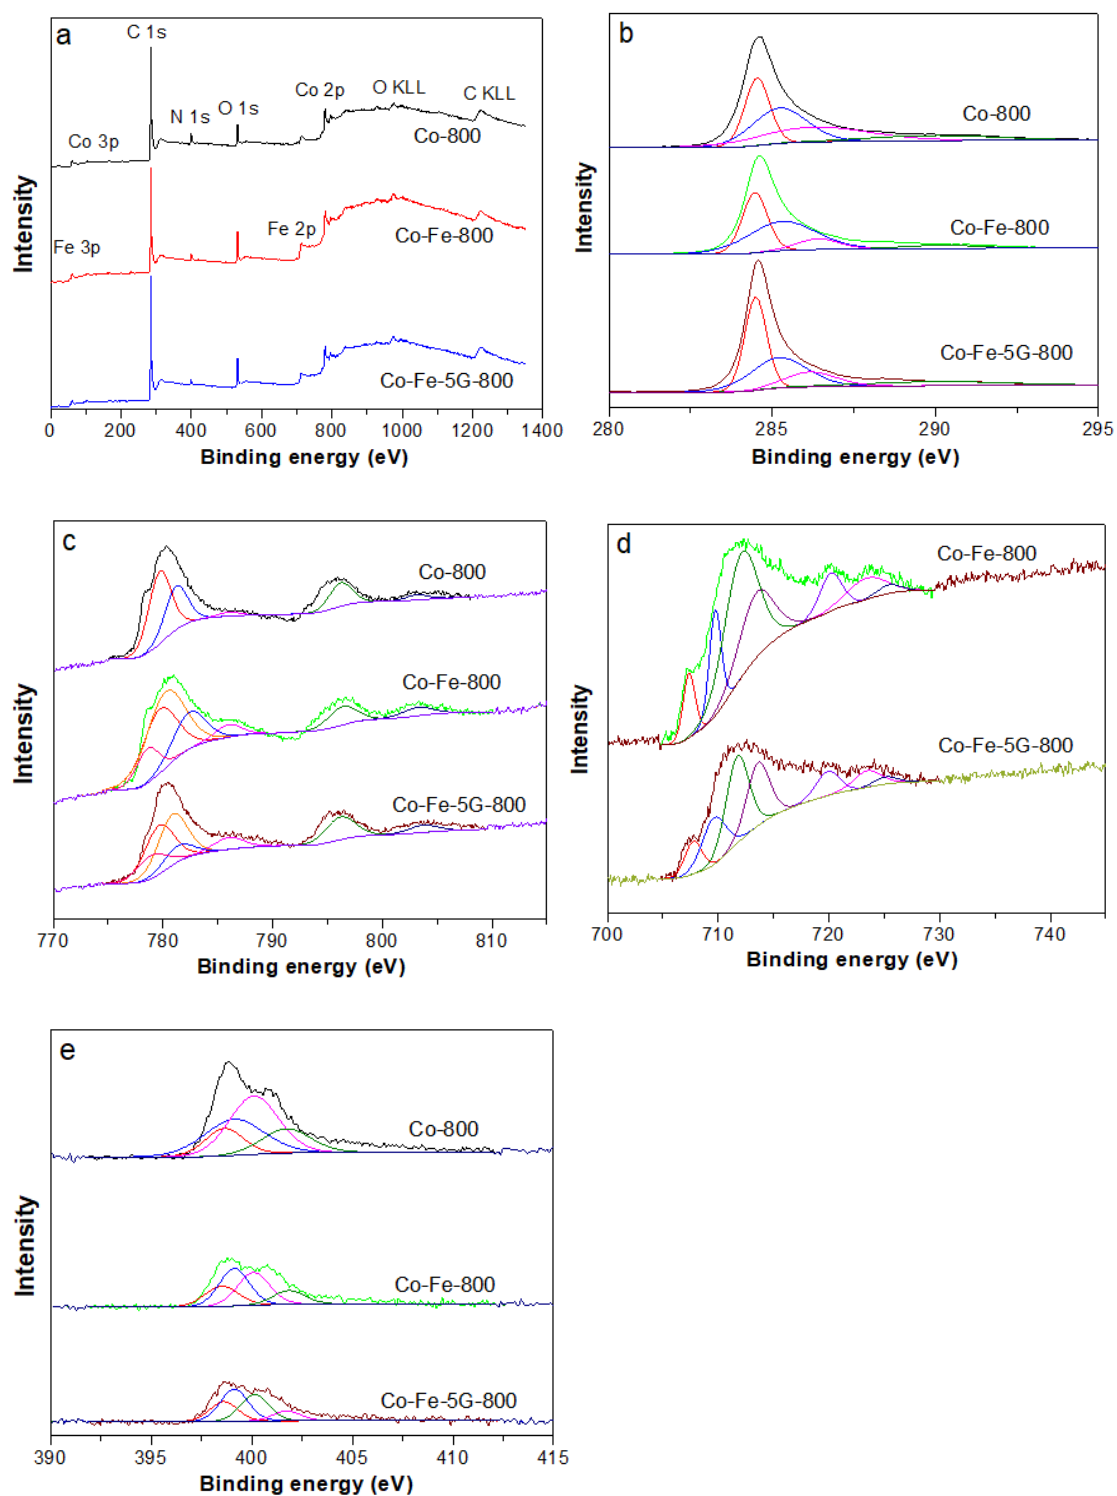 a
C 1s
N 1s
O 1s
Co 2p
O KLL
C KLL
Co-800
Co 3p
Fe 2p
Co-Fe-800
Fe 3p
Co-Fe-5G-800
Intensity
0 200 400 600 800 1000 1200 1400
Binding energy (eV)
b
Co-800
Co-Fe-800
Co-Fe-5G-800
Intensity
280 285 290 295
Binding energy (eV)
c
Co-800
Co-Fe-800
Co-Fe-5G-800
Intensity
770 780 790 800 810
Binding energy (eV)
d
Co-Fe-800
Co-Fe-5G-800
Intensity
700 710 720 730 740
Binding energy (eV)
e
Co-800
Co-Fe-800
Co-Fe-5G-800
Intensity
390 395 400 405 410 415
Binding energy (eV)